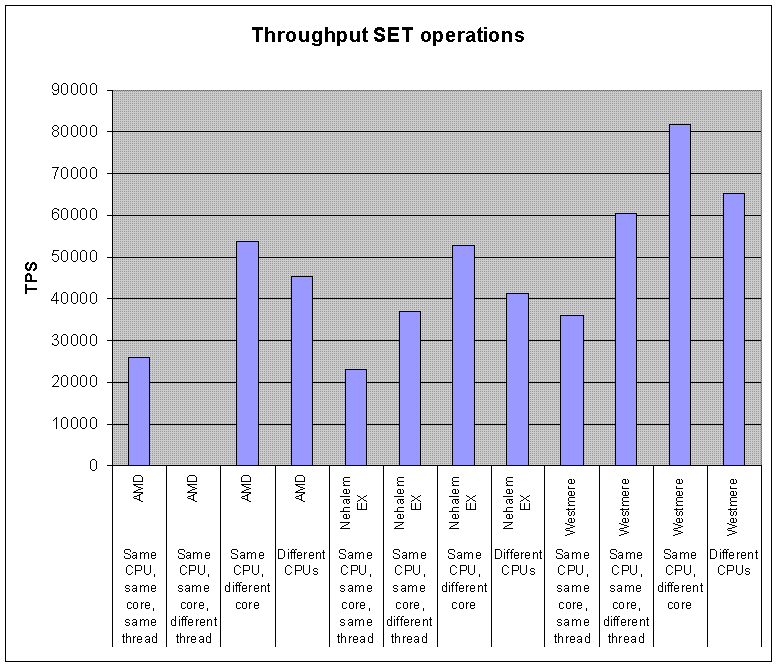 Throughput SET operations
90000
80000
70000
60000
50000
40000
30000
20000
10000
0
TPS
AMD
AMD
AMD
AMD
Nehalem
EX
Nehalem
EX
Nehalem
EX
Nehalem
EX
Westmere
Westmere
Westmere
Westmere
Same
CPU,
same
core,
same
thread
Same
CPU,
same
core,
different
thread
Same
CPU,
different
core
Different
CPUs
Same
CPU,
same
core,
same
thread
Same
CPU,
same
core,
different
thread
Same
CPU,
different
core
Different
CPUs
Same
CPU,
same
core,
same
thread
Same
CPU,
same
core,
different
thread
Same
CPU,
different
core
Different
CPUs